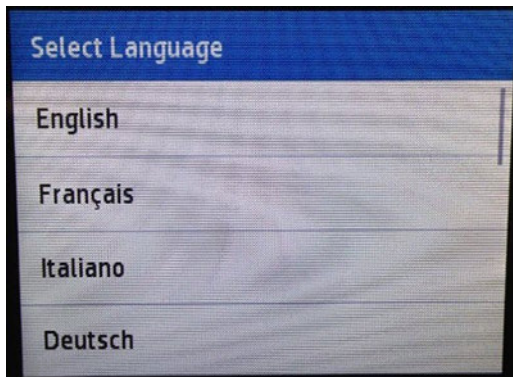 Select Language
English
Français
Italiano
Deutsch